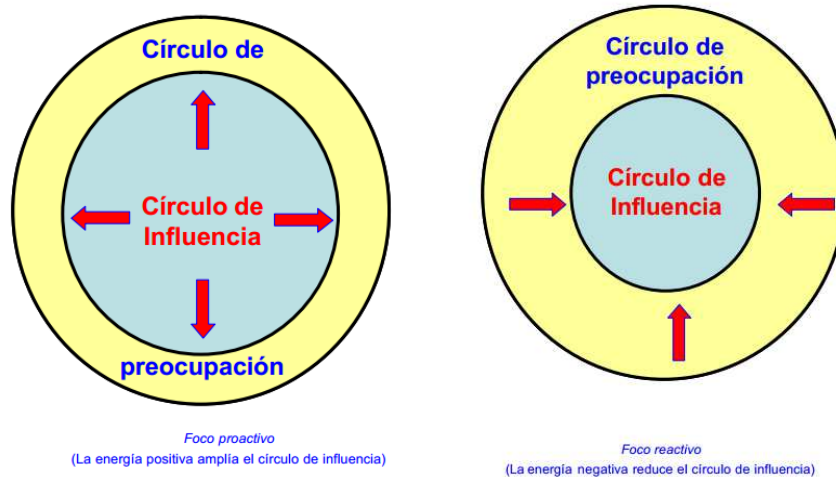 Círculo de
Círculo de
Influencia
preocupación
Foco proactivo
(La energía positiva amplía el círculo de influencia)
Círculo de
preocupación
Círculo de
Influencia
Foco reactivo
(La energía negativa reduce el círculo de influencia)